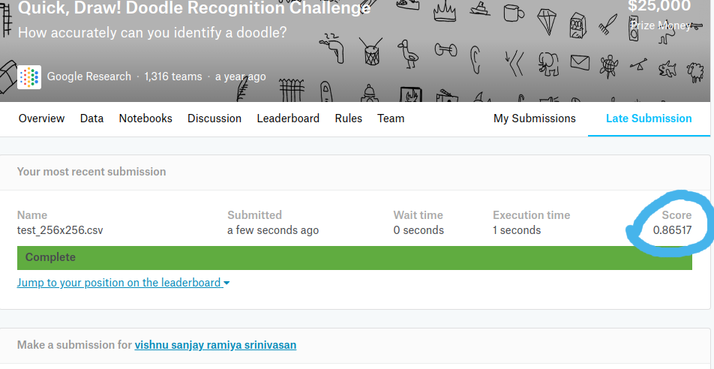 Quick, Draw! Doodle Recognition Challenge
$25,000
How accurately can you identify a doodle?
Prize Money
Google Research · 1,316 teams · a year ago
Overview Data Notebooks Discussion Leaderboard Rules Team My Submissions Late Submission
Your most recent submission
Name Submitted Wait time Execution time Score
test_256x256.csv a few seconds ago 0 seconds 1 seconds 0.86517
Complete
Jump to your position on the leaderboard
Make a submission for vishnu sanjay ramiya srinivasan